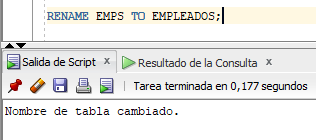 RENAME EMPS TO EMPLEADOS;
Salida de Script x Resultado de la Consulta x
Tarea terminada en 0,177 segundos
Nombre de tabla cambiado.